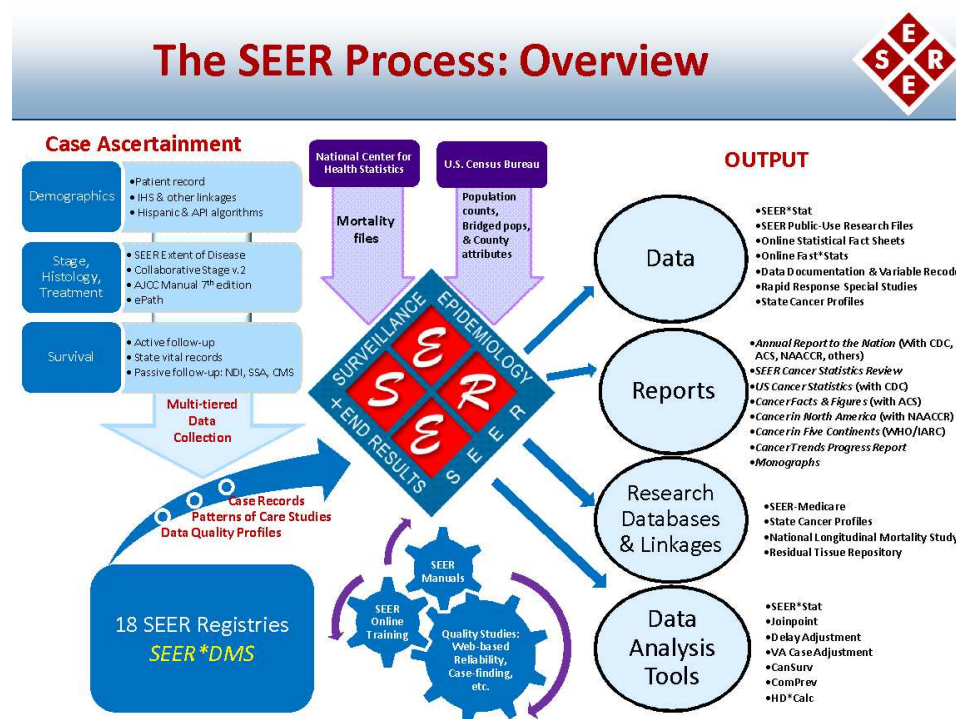 The SEER Process: Overview
S
E
R
E
Case Ascertainment
Demographics
•Patient record
• IHS & other linkages
• Hispanic & API algorithms
Stage,
Histology,
Treatment
•SEER Extent of Disease
•Collaborative Stage v.2
•AJCC Manual 7th edition
• ePath
Survival
•Active follow-up
•State vital records
•Passive follow-up: NDI, SSA, CMS
Multi-tiered
Data
Collection
National Center for
Health Statistics
Mortality
files
U.S. Census Bureau
Population
counts,
Bridged pops,
& County
attributes
SURVEILLANCE
EPIDEMIOLOGY
+ END RESULTS
SEER
S
E
R
E
Case Records
Patterns of Care Studies
Data Quality Profiles
18 SEER Registries
SEER*DMS
SEER
Manuals
SEER
Online
Training
Quality Studies:
Web-based
Reliability,
Case-finding,
etc.
OUTPUT
Data
•SEER*Stat
•SEER Public-Use Research Files
•Online Statistical Fact Sheets
•Online Fast*Stats
•Data Documentation & Variable Recode
•Rapid Response Special Studies
•State Cancer Profiles
Reports
•Annual Report to the Nation (With CDC,
ACS, NAACCR, others)
•SEER Cancer Statistics Review
•US Cancer Statistics (with CDC)
•Cancer Facts & Figures (with ACS)
•Cancer in North America (with NAACCR)
•Cancer in Five Continents (WHO/IARC)
•Cancer Trends Progress Report
•Monographs
Research
Databases
& Linkages
•SEER-Medicare
•State Cancer Profiles
•National Longitudinal Mortality Study
•Residual Tissue Repository
Data
Analysis
Tools
•SEER*Stat
•Joinpoint
•Delay Adjustment
•VA Case Adjustment
•CanSurv
•ComPrev
•HD*Calc